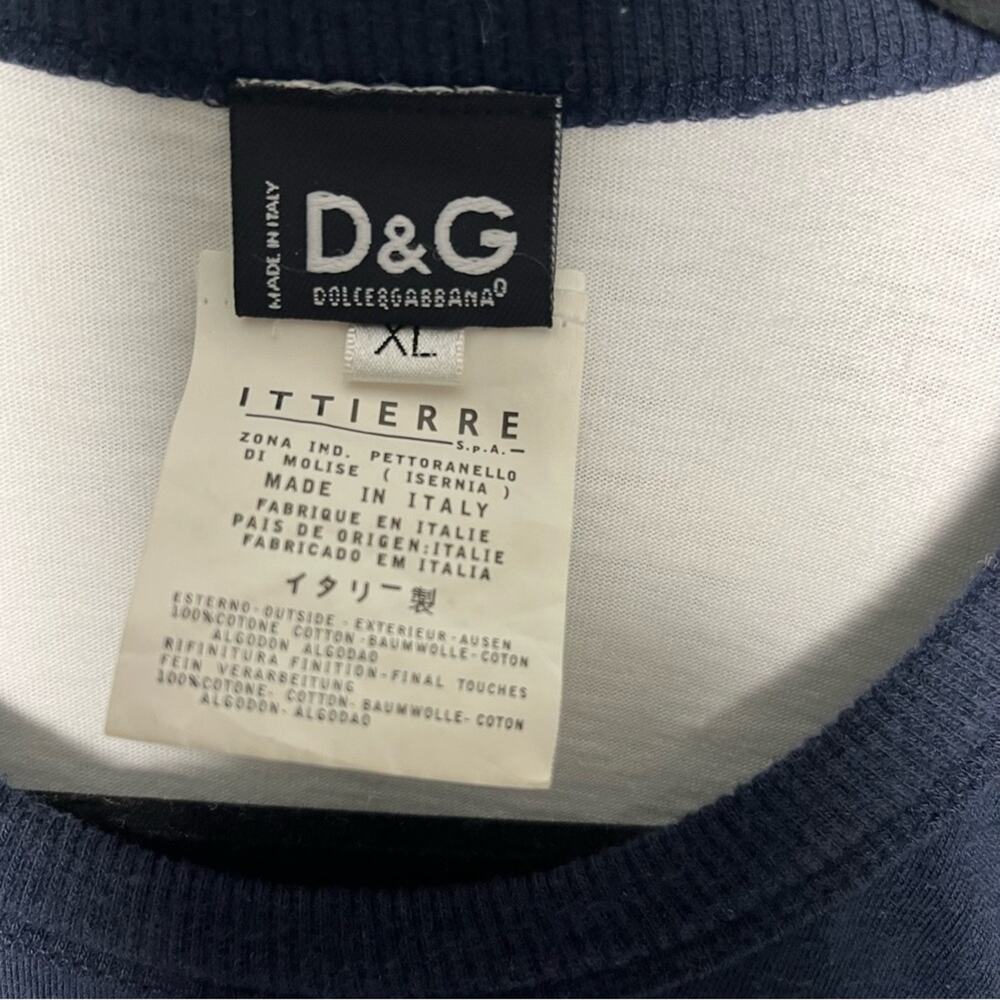 MADE IN ITALY
D&G
DOLCE&GABBANA
XL
ITTIERRE
S.p.A.
ZONA IND. PETTORANELLO
DI MOLISE ( ISERNIA )
MADE IN ITALY
FABRIQUE EN ITALIE
PAIS DE ORIGEN:ITALIE
FABRICADO EM ITALIA
イタリー製
ESTERNO-OUTSIDE-EXTERIEUR-AUSEN
100%COTONE COTTON-BAUMWOLLE-COTON
ALGODON ALGODAO
RIFINITURA FINITION-FINAL TOUCHES
FEIN VERARBEITUNG
100%COTONE- COTTON-BAUMWOLLE-COTON
ALGODON-ALGODAO